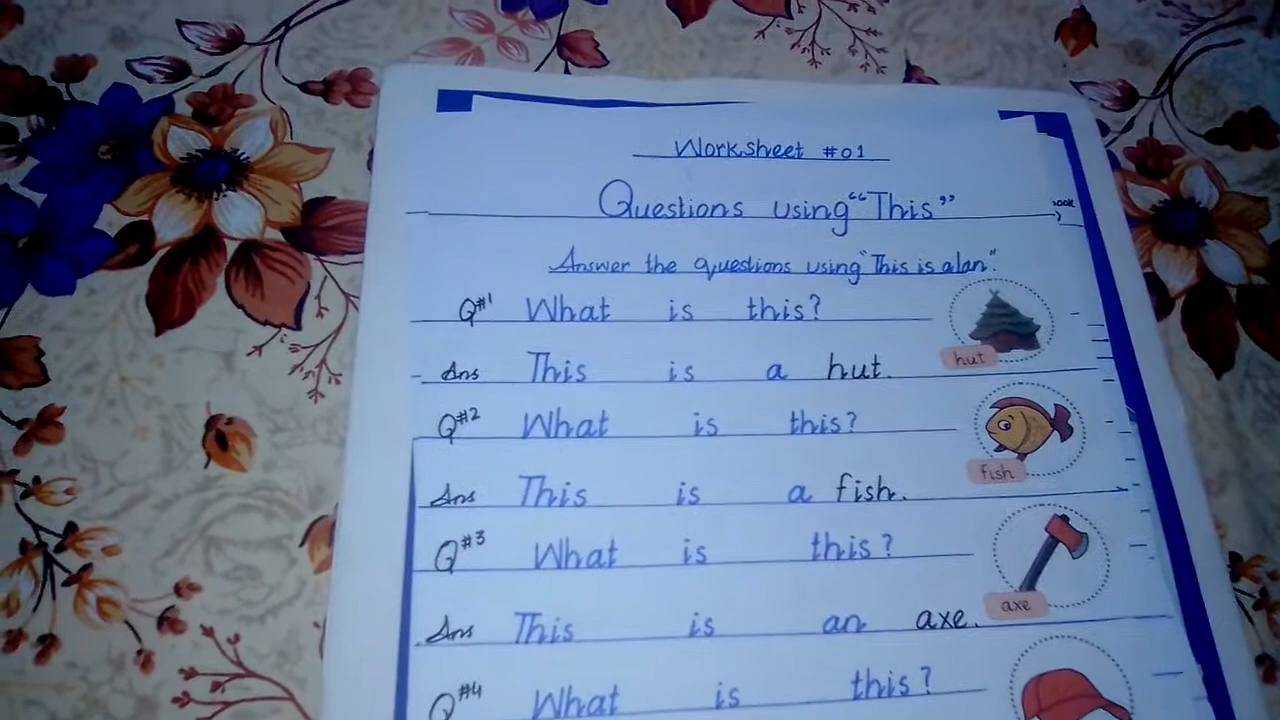 Worksheet #01
Questions using "This"
Answer the questions using "This is a/an".
Q#1 What is this?
hut
Ans This is a hut.
Q#2 What is this?
fish
Ans This is a fish.
Q#3 What is this?
axe
Ans This is an axe.
Q#4 What is this?